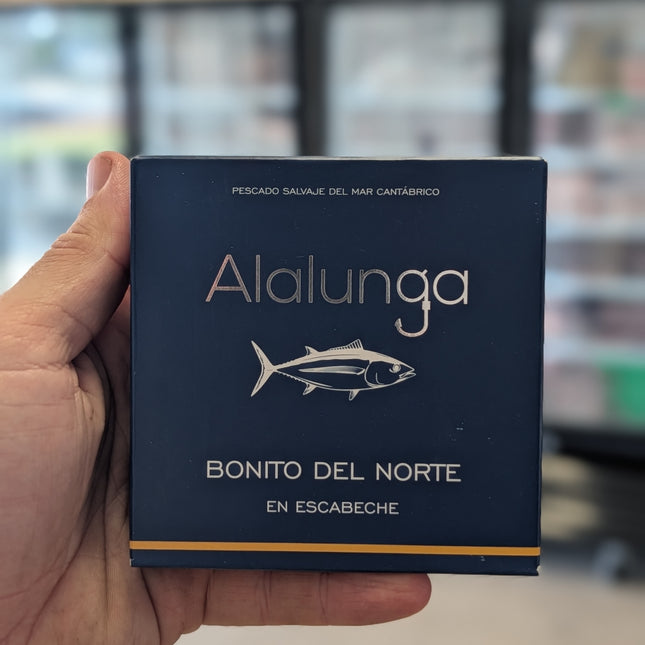 PESCADO SALVAJE DEL MAR CANTÁBRICO
Alalunga
BONITO DEL NORTE
EN ESCABECHE